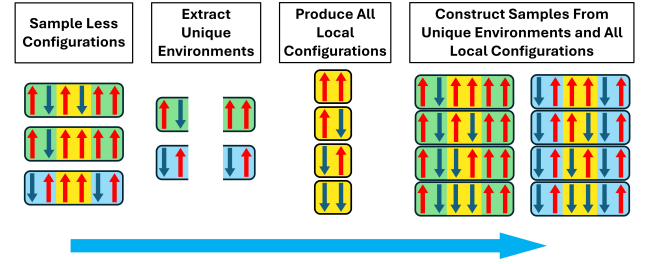 Sample Less
Configurations
Extract
Unique
Environments
Produce All
Local
Configurations
Construct Samples From
Unique Environments and All
Local Configurations